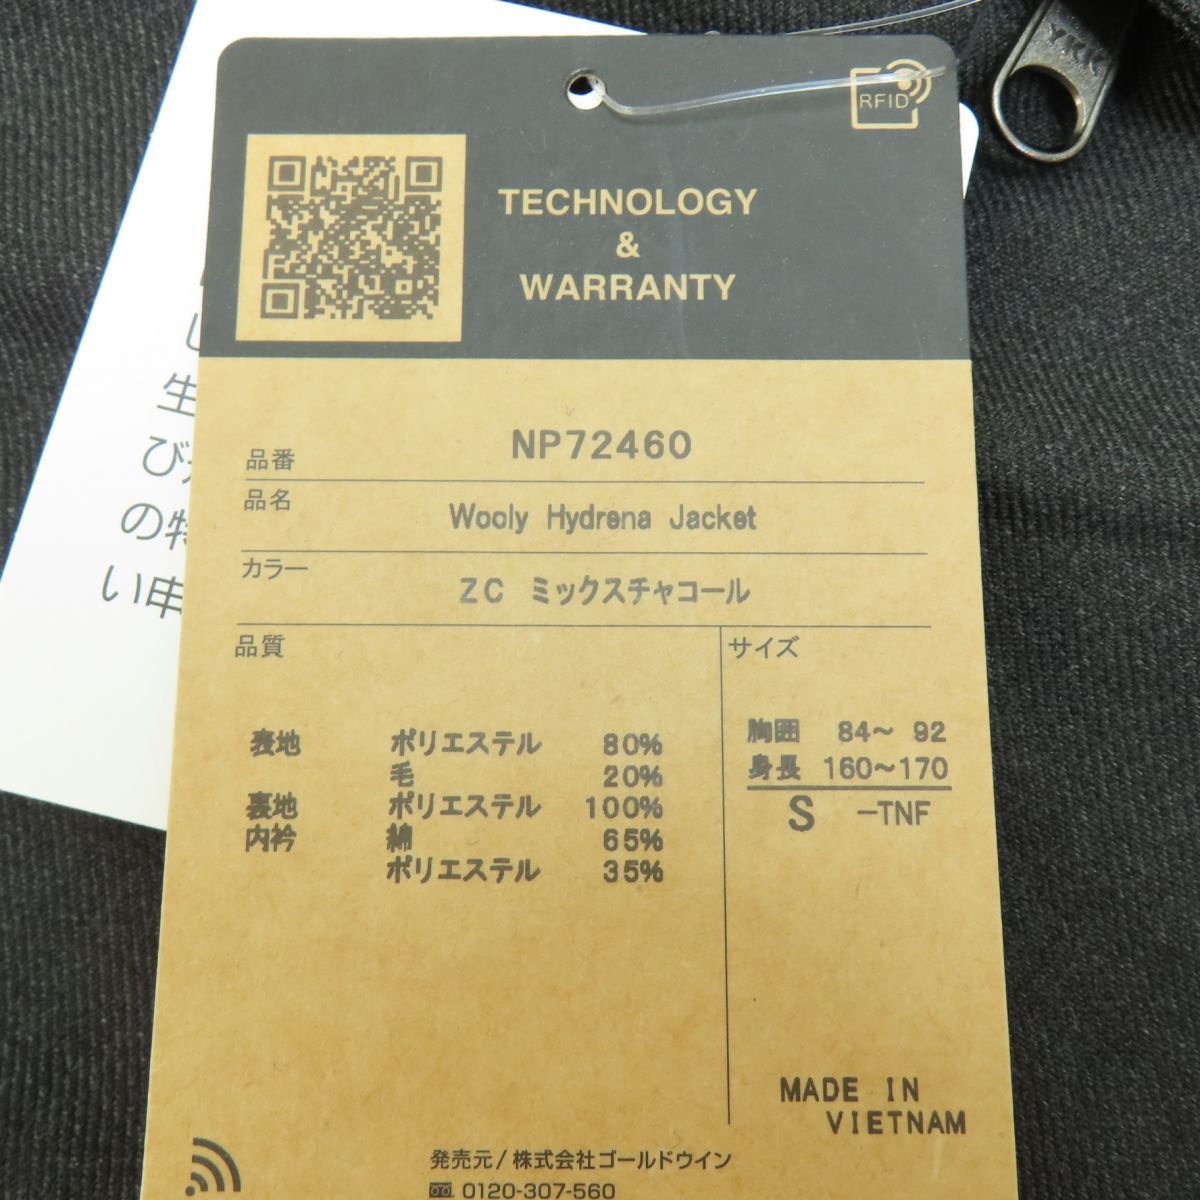 YKK
RFID
TECHNOLOGY
&
WARRANTY
品番 NP72460
品名 Wooly Hydrena Jacket
カラー ZC ミックスチャコール
品質
表地 ポリエステル 80%
毛 20%
裏地 ポリエステル 100%
内衿 綿 65%
ポリエステル 35%
サイズ
胸囲 84～ 92
身長 160～170
S -TNF
MADE IN
VIETNAM
発売元/株式会社ゴールドウイン
0120-307-560
生
び
の特
い申